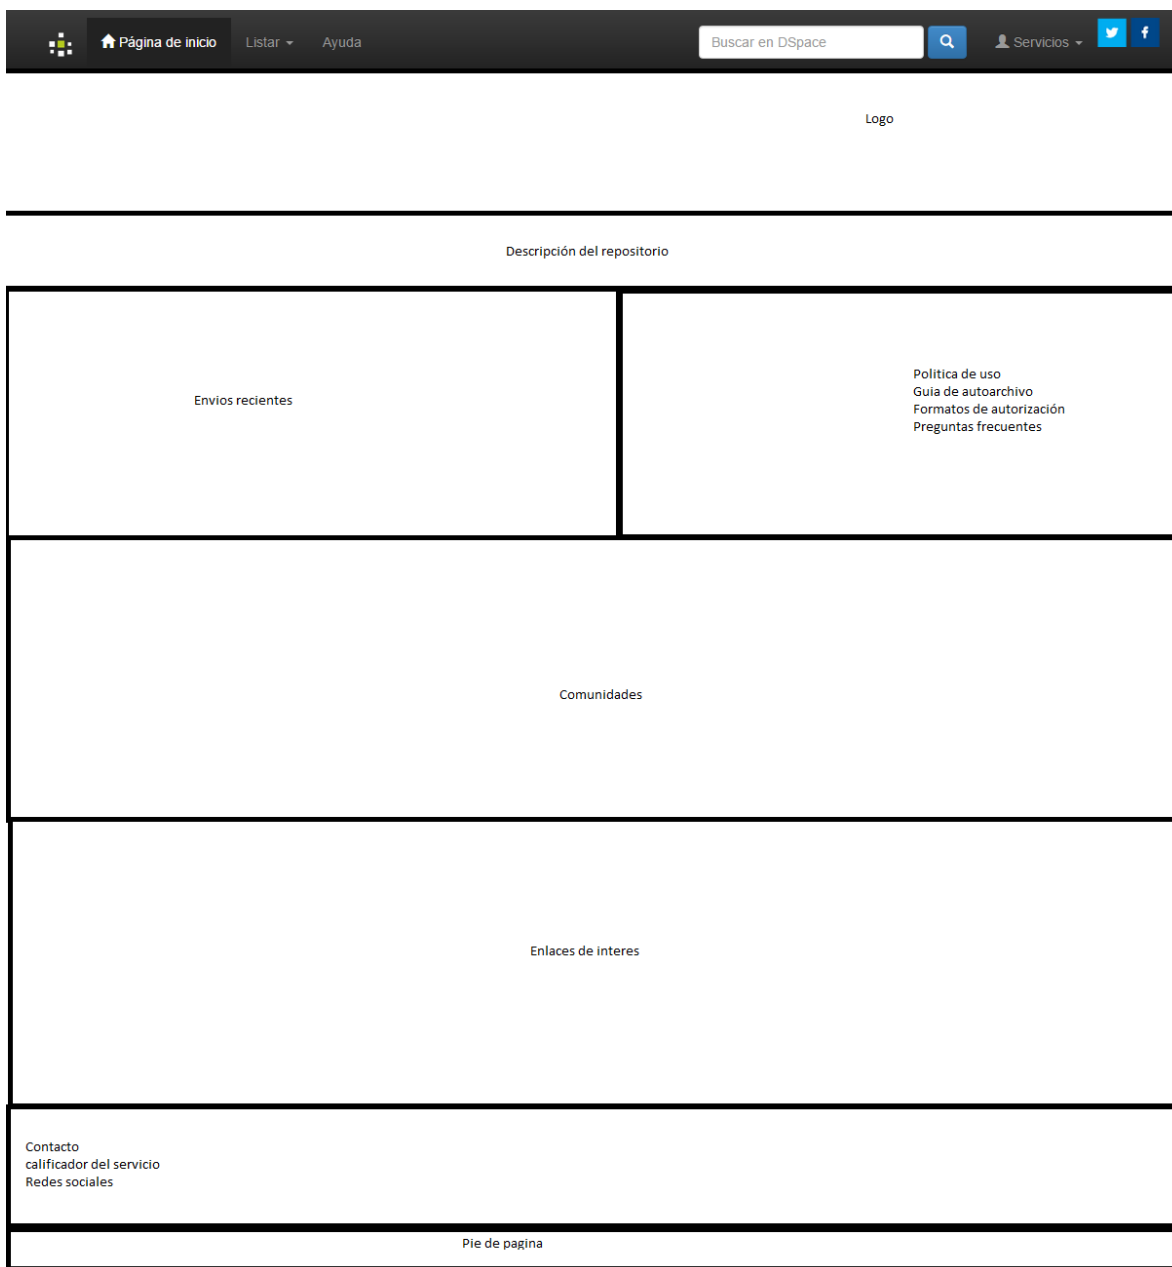 Página de inicio Listar Ayuda Buscar en DSpace Servicios
Logo
Descripción del repositorio
Envios recientes
Politica de uso
Guia de autoarchivo
Formatos de autorización
Preguntas frecuentes
Comunidades
Enlaces de interes
Contacto
calificador del servicio
Redes sociales
Pie de pagina